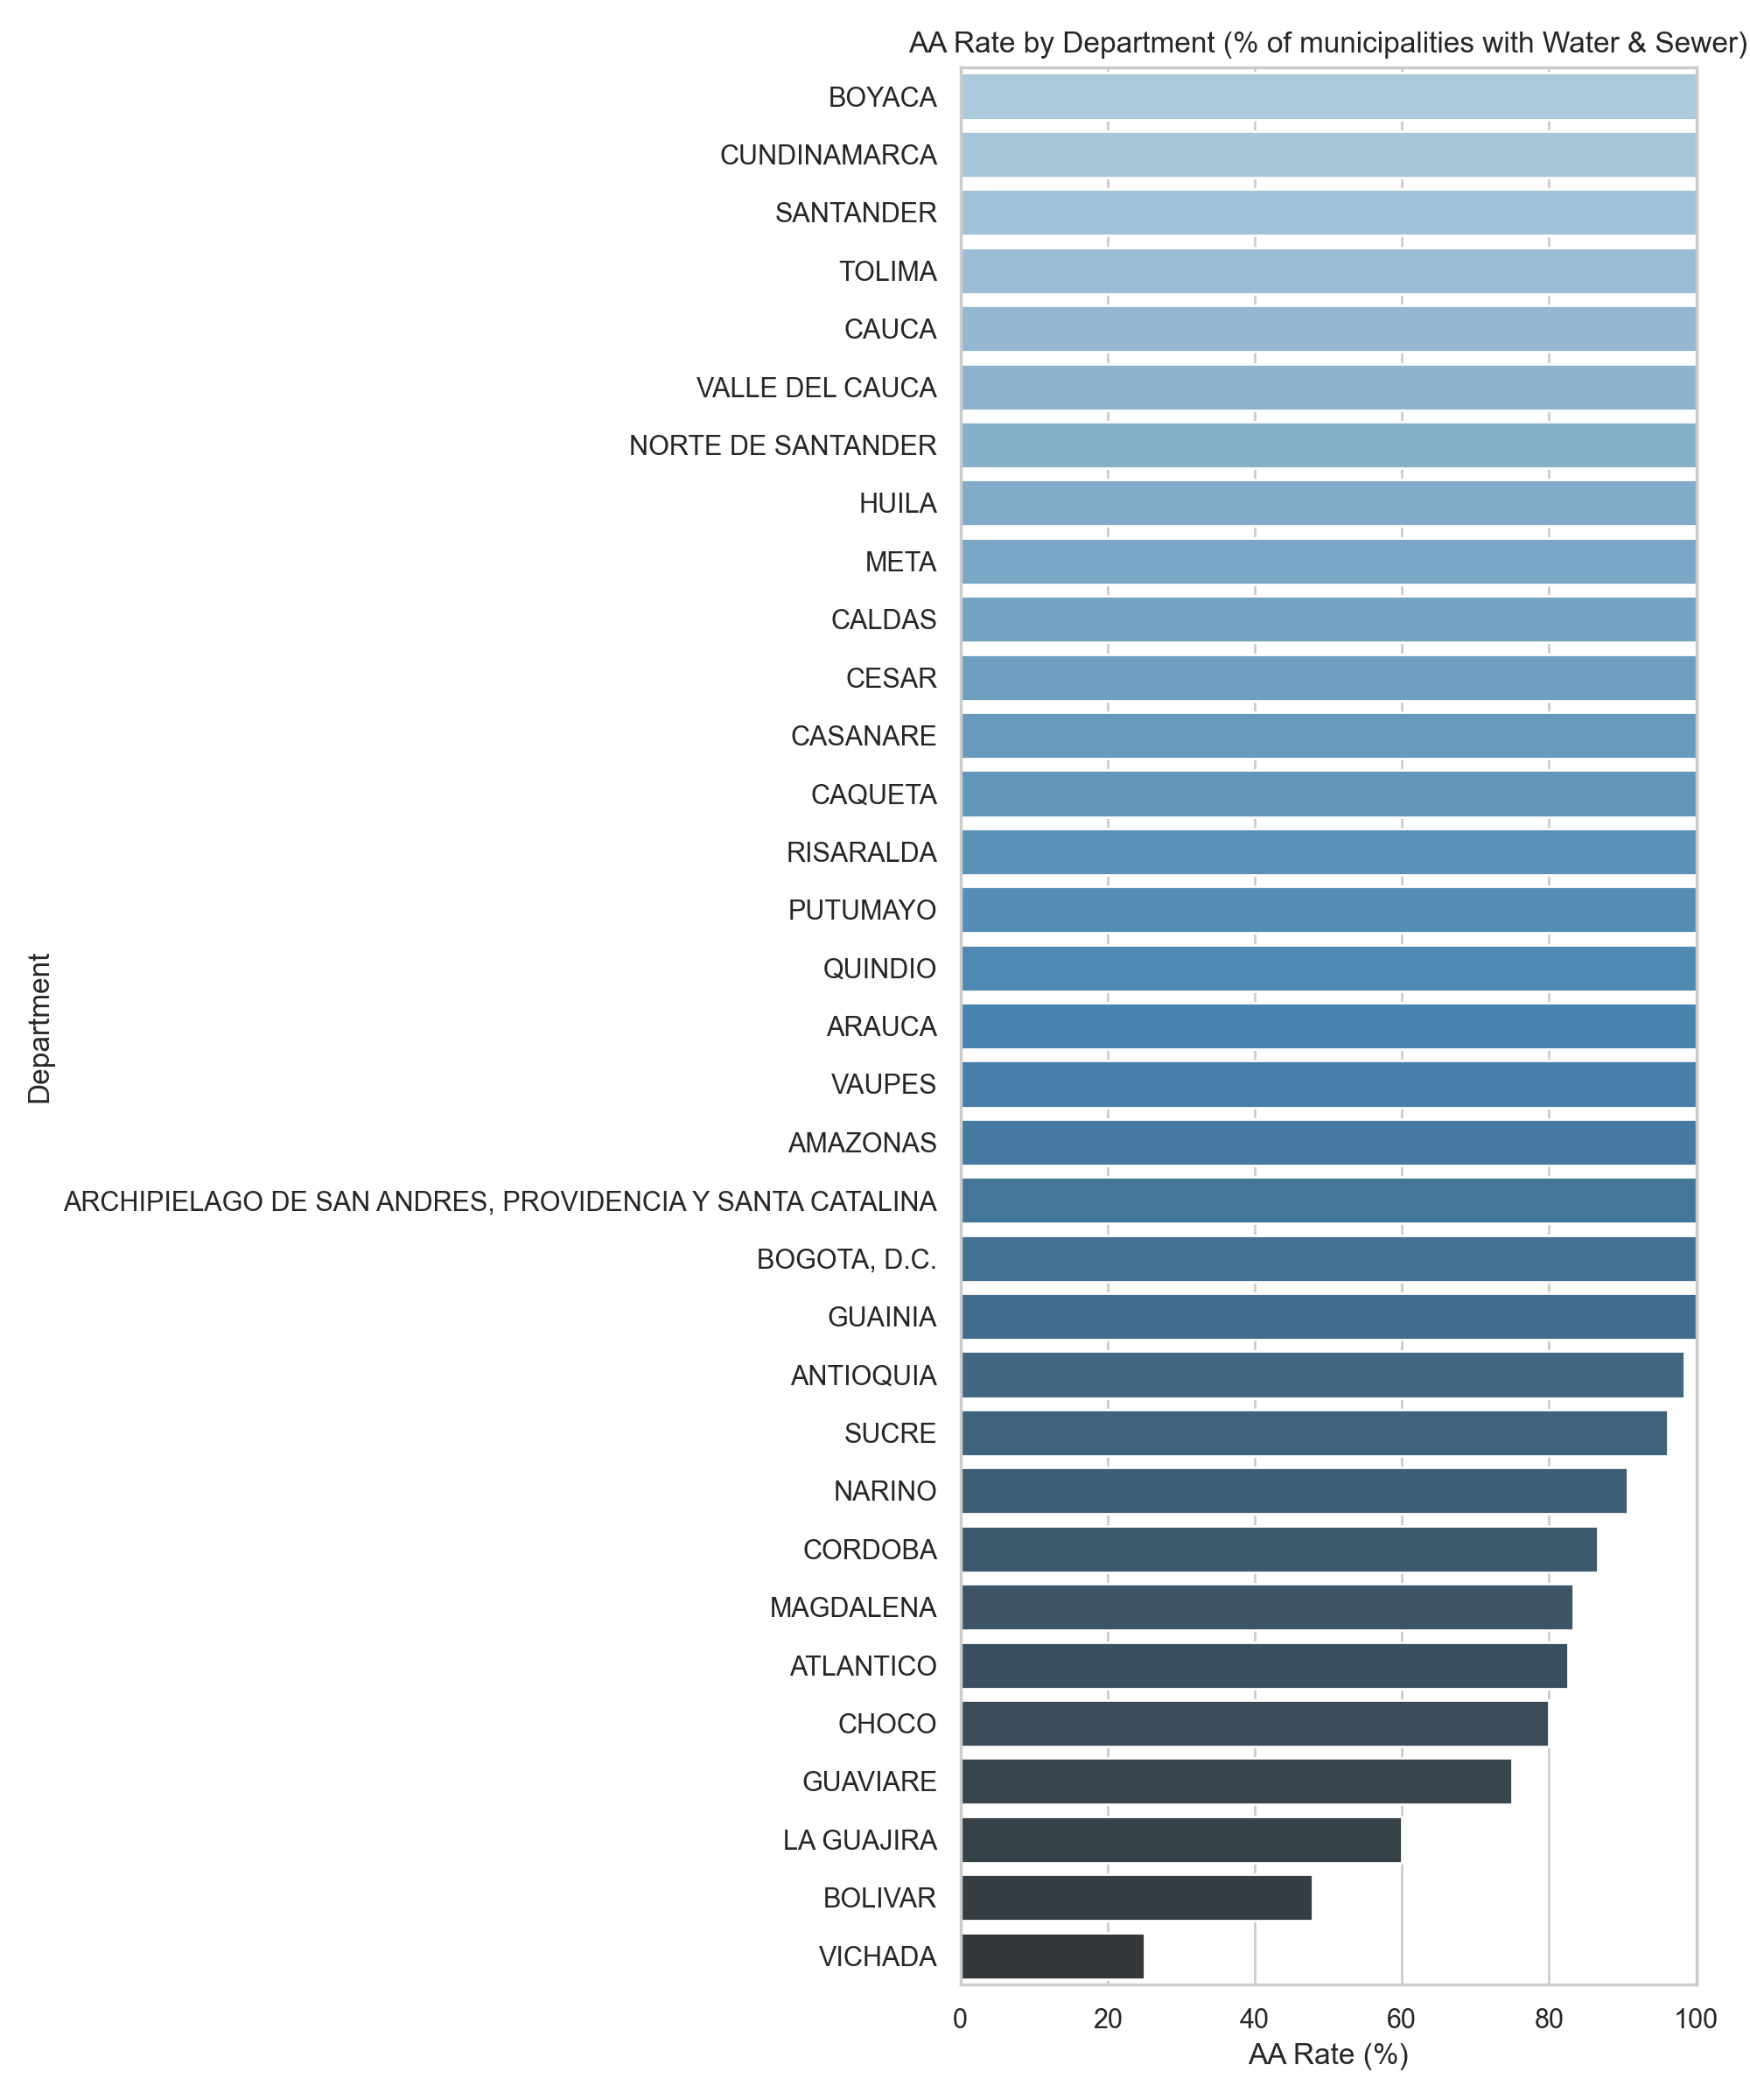 AA Rate by Department (% of municipalities with Water & Sewer)
BOYACA
CUNDINAMARCA
SANTANDER
TOLIMA
CAUCA
VALLE DEL CAUCA
NORTE DE SANTANDER
HUILA
META
CALDAS
CESAR
CASANARE
CAQUETA
RISARALDA
PUTUMAYO
QUINDIO
ARAUCA
VAUPES
AMAZONAS
ARCHIPIELAGO DE SAN ANDRES, PROVIDENCIA Y SANTA CATALINA
BOGOTA, D.C.
GUAINIA
ANTIOQUIA
SUCRE
NARINO
CORDOBA
MAGDALENA
ATLANTICO
CHOCO
GUAVIARE
LA GUAJIRA
BOLIVAR
VICHADA
Department
0 20 40 60 80 100
AA Rate (%)